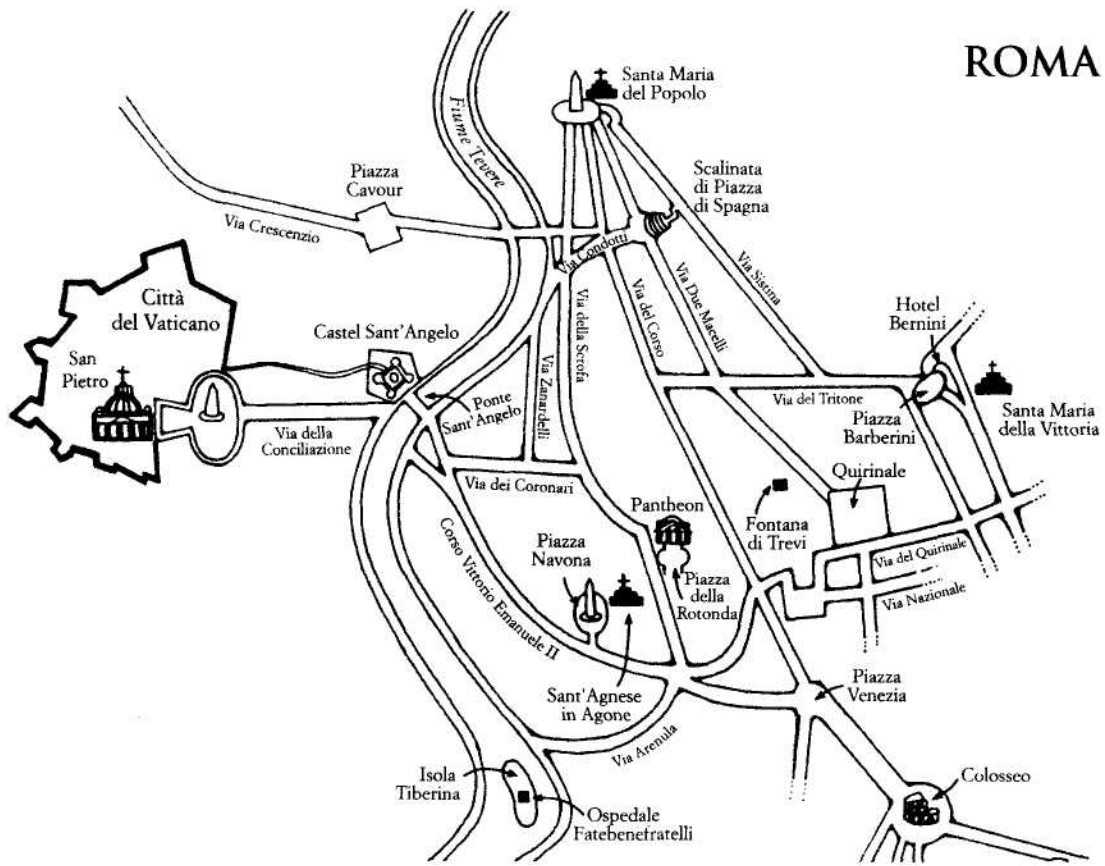 ROMA
Santa Maria
del Popolo
Fiume Tevere
Piazza
Cavour
Scalinata
di Piazza
di Spagna
Via Crescenzio
Via Condotti
Città
del Vaticano
Via Sistina
Via Due Macelli
Via del Corso
Via della Scrofa
Hotel
Bernini
Castel Sant'Angelo
San
Pietro
Via Zanardelli
Ponte
Sant'Angelo
Via del Tritone
Piazza
Barberini
Santa Maria
della Vittoria
Via della
Conciliazione
Via dei Coronari
Quirinale
Pantheon
Fontana
di Trevi
Corso Vittorio Emanuele II
Piazza
Navona
Via del Quirinale
Piazza
della
Rotonda
Via Nazionale
Sant'Agnese
in Agone
Piazza
Venezia
Via Arenula
Isola
Tiberina
Colosseo
Ospedale
Fatebenefratelli